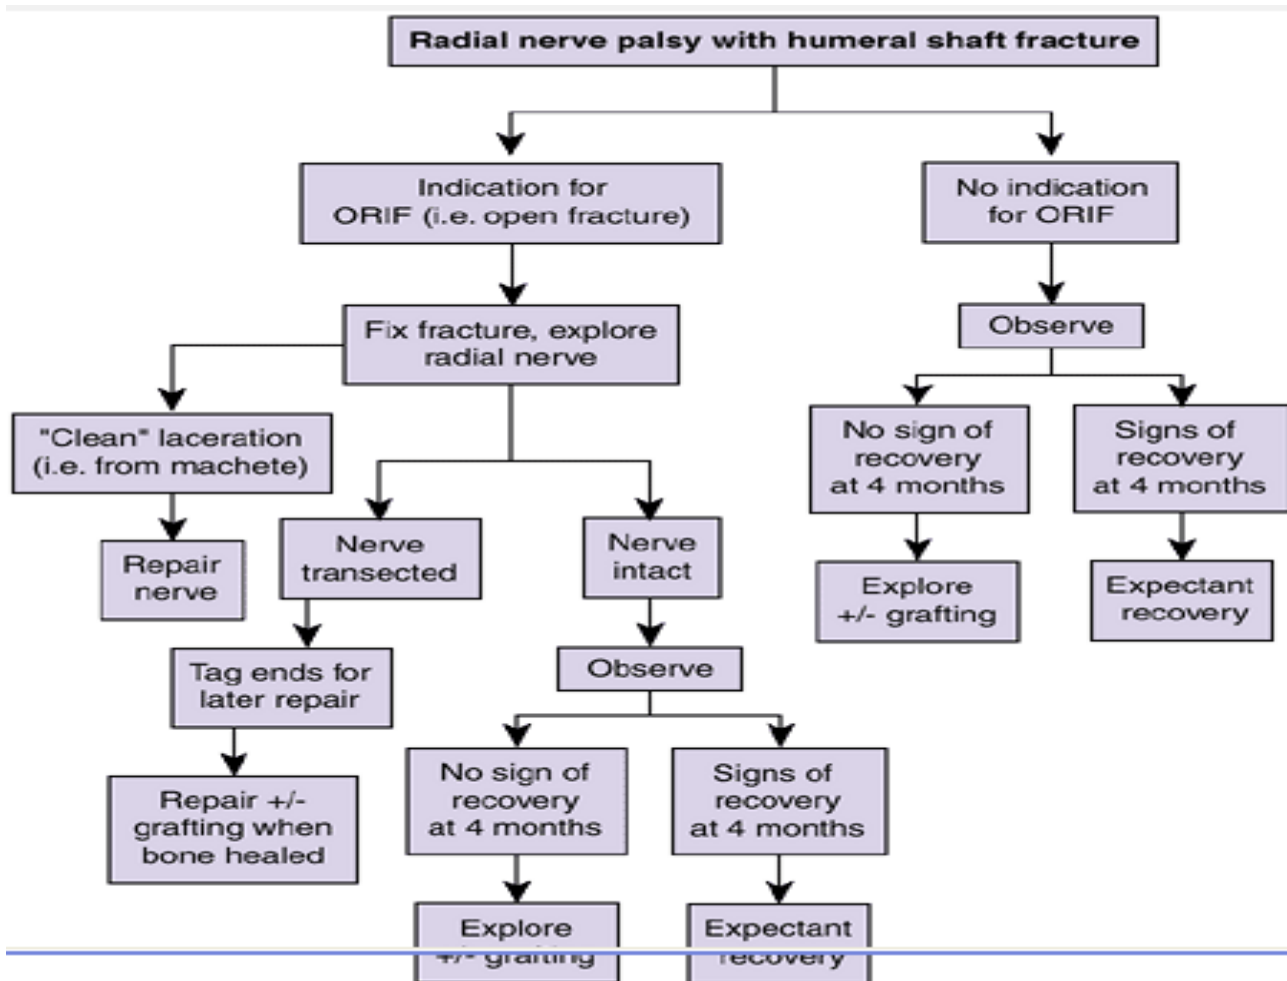 Radial nerve palsy with humeral shaft fracture
Indication for
ORIF (i.e. open fracture)
No indication
for ORIF
Fix fracture, explore
radial nerve
Observe
"Clean" laceration
(i.e. from machete)
No sign of
recovery
at 4 months
Signs of
recovery
at 4 months
Repair
nerve
Nerve
transected
Nerve
intact
Explore
+/- grafting
Expectant
recovery
Tag ends for
later repair
Observe
Repair +/-
grafting when
bone healed
No sign of
recovery
at 4 months
Signs of
recovery
at 4 months
Explore
+/- grafting
Expectant
recovery